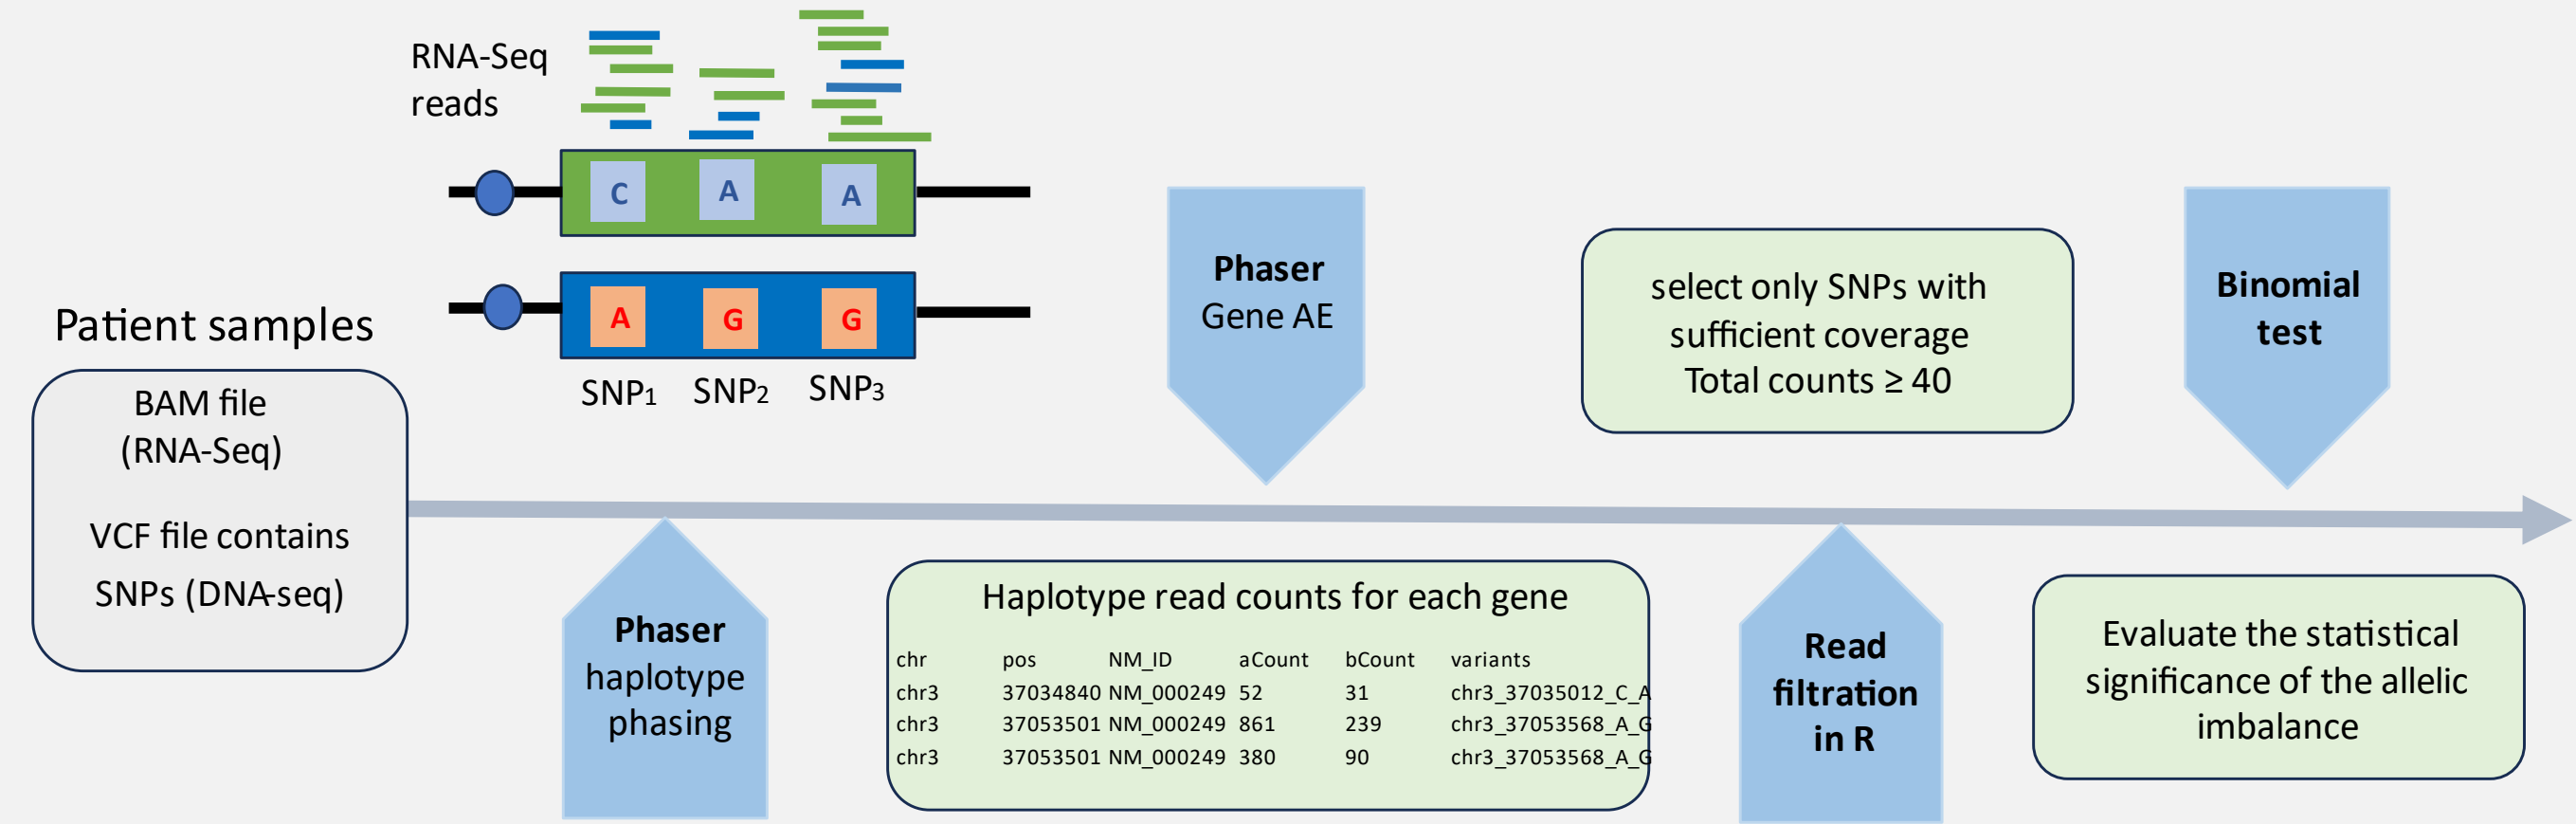 RNA-Seq
reads
C
A
A
A
G
G
SNP1
SNP2
SNP3
Patient samples
BAM file
(RNA-Seq)
VCF file contains
SNPs (DNA-seq)
Phaser
haplotype
phasing
Phaser
Gene AE
Haplotype read counts for each gene
chr pos NM_ID aCount bCount variants
chr3 37034840 NM_000249 52 31 chr3_37035012_C_A
chr3 37053501 NM_000249 861 239 chr3_37053568_A_G
chr3 37053501 NM_000249 380 90 chr3_37053568_A_G
select only SNPs with
sufficient coverage
Total counts ≥ 40
Read
filtration
in R
Binomial
test
Evaluate the statistical
significance of the allelic
imbalance